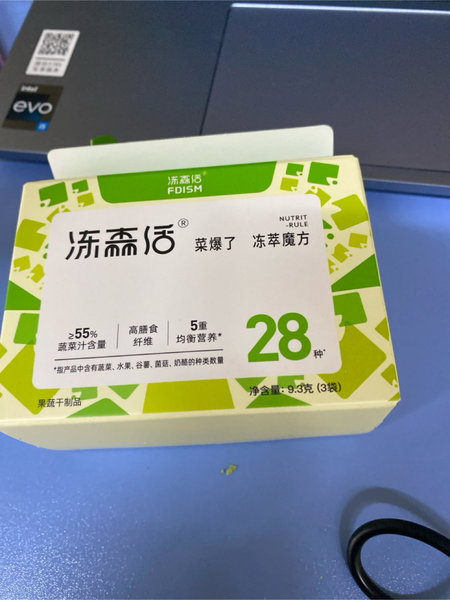 intel
evo
i5
冻森活
FDISM
冻森活®
菜爆了 冻萃魔方
NUTRIT
-RULE
≥55%
蔬菜汁含量
高膳食
纤维
5重
均衡营养*
28种*
*指产品中含有蔬菜、水果、谷薯、菌菇、奶酪的种类数量
净含量：9.3克 (3袋)
果蔬干制品